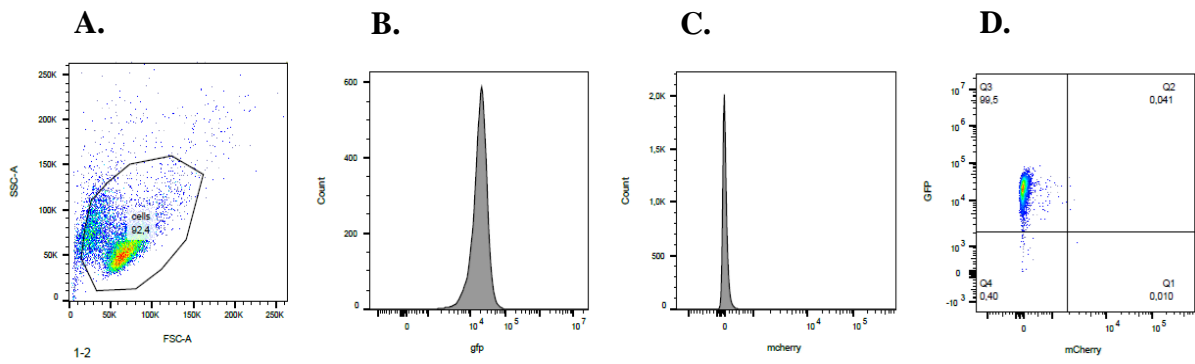 A.
B.
C.
D.
250K
200K
150K
100K
50K
0
SSC-A
cells
92,4
0
50K
100K
150K
200K
250K
FSC-A
1-2
600
400
200
0
Count
0
10^4
10^5
10^7
gfp
2,0K
1,5K
1,0K
500
0
Count
0
10^4
10^5
mcherry
Q3
99,5
Q2
0,041
10^7
10^6
10^5
10^4
10^3
0
-10^3
GFP
Q4
0,40
Q1
0,010
0
10^4
10^5
mCherry